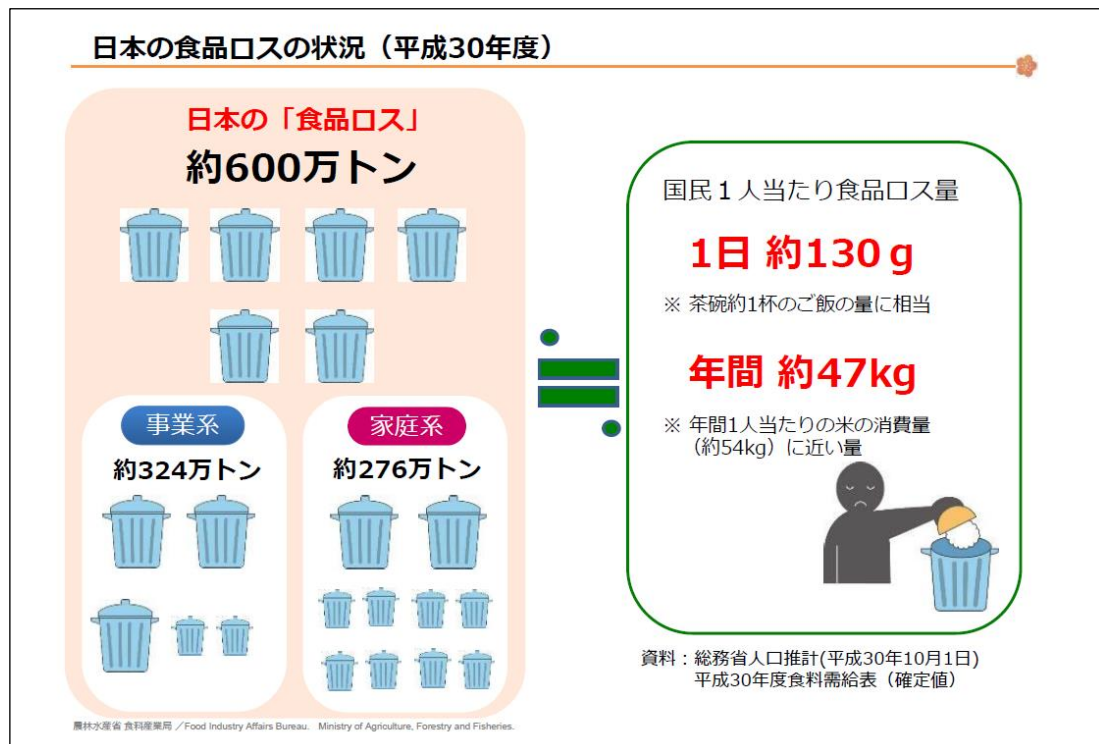 日本の食品ロスの状況（平成30年度）
日本の「食品ロス」
約600万トン
事業系
約324万トン
家庭系
約276万トン
国民１人当たり食品ロス量
1日 約130ｇ
※ 茶碗約1杯のご飯の量に相当
年間 約47kg
※ 年間1人当たりの米の消費量
（約54kg）に近い量
資料：総務省人口推計(平成30年10月1日)
平成30年度食料需給表（確定値）
農林水産省 食料産業局 ／Food Industry Affairs Bureau. Ministry of Agriculture, Forestry and Fisheries.